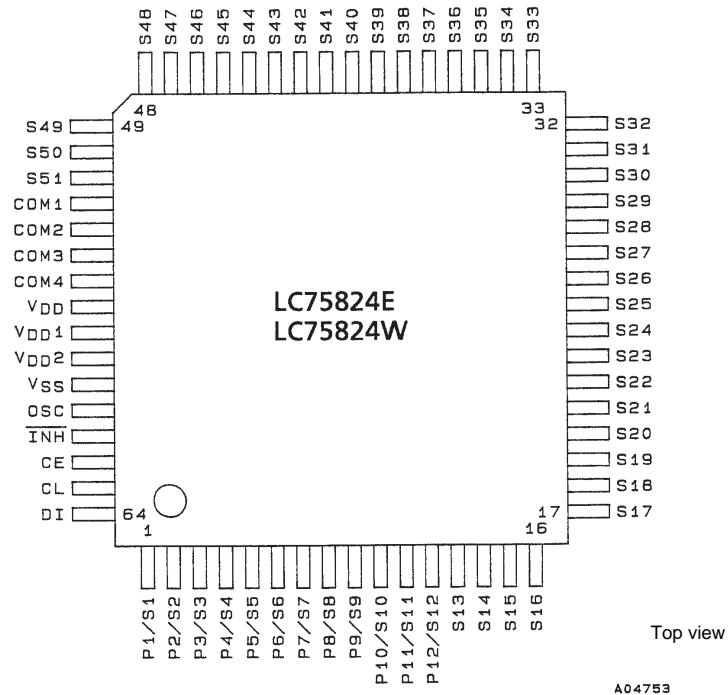 S48 S47 S46 S45 S44 S43 S42 S41 S40 S39 S38 S37 S36 S35 S34 S33
48 33
49 32
S49 S32
S50 S31
S51 S30
COM1 S29
COM2 S28
COM3 S27
COM4 S26
VDD S25
VDD1 S24
VDD2 S23
VSS S22
OSC S21
INH S20
CE S19
CL S18
DI S17
LC75824E
LC75824W
64 17
1 16
P1/S1 P2/S2 P3/S3 P4/S4 P5/S5 P6/S6 P7/S7 P8/S8 P9/S9 P10/S10 P11/S11 P12/S12 S13 S14 S15 S16
Top view
A04753